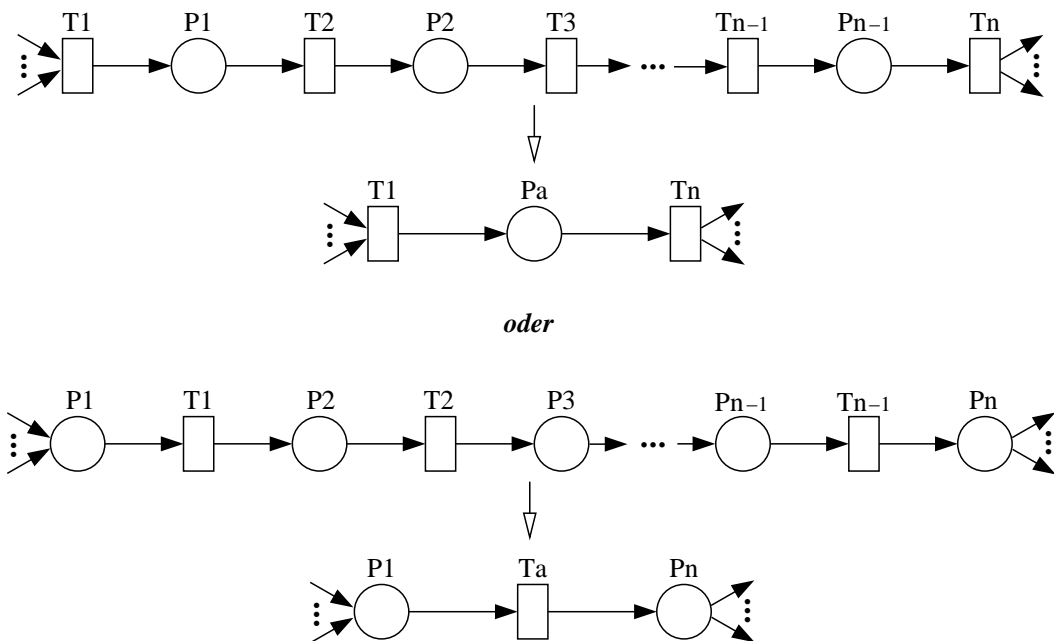 T1 P1 T2 P2 T3 Tn−1 Pn−1 Tn
T1 Pa Tn
oder
P1 T1 P2 T2 P3 Pn−1 Tn−1 Pn
P1 Ta Pn